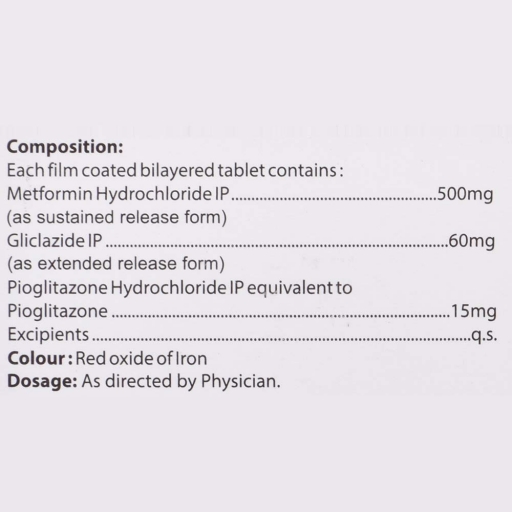 Composition:
Each film coated bilayered tablet contains :
Metformin Hydrochloride IP..................................................500mg
(as sustained release form)
Gliclazide IP ................................................................................60mg
(as extended release form)
Pioglitazone Hydrochloride IP equivalent to
Pioglitazone ................................................................................15mg
Excipients ......................................................................................q.s.
Colour : Red oxide of Iron
Dosage: As directed by Physician.